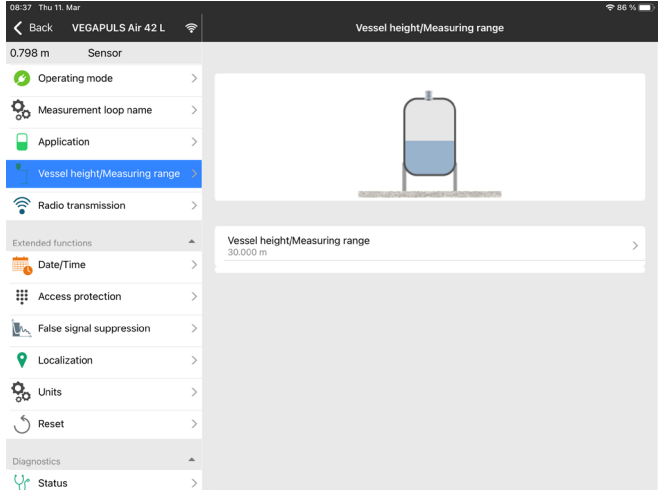 08:37 Thu 11. Mar
86 %
Back VEGAPULS Air 42 L
Vessel height/Measuring range
0.798 m Sensor
Operating mode
Measurement loop name
Application
Vessel height/Measuring range
Radio transmission
Extended functions
Date/Time
Access protection
False signal suppression
Localization
Units
Reset
Diagnostics
Status
Vessel height/Measuring range
30.000 m